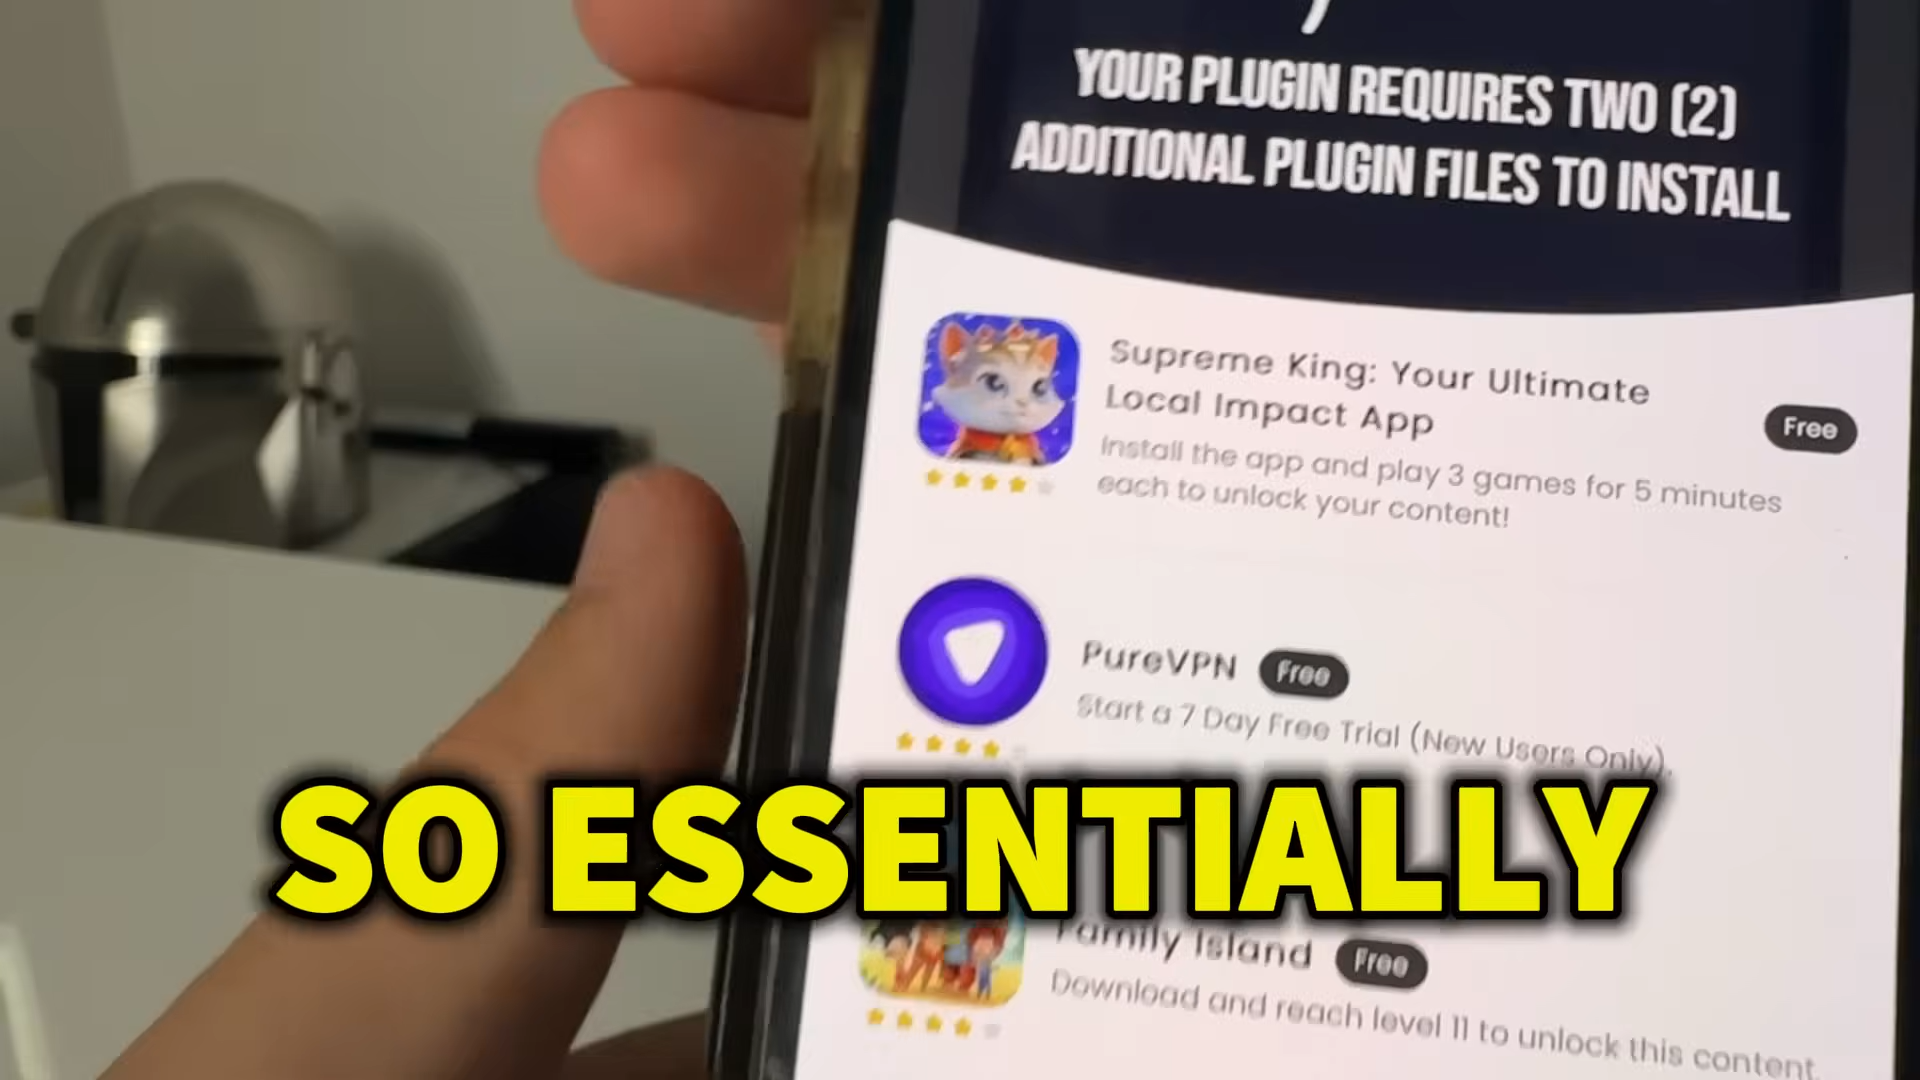 YOUR PLUGIN REQUIRES TWO (2)
ADDITIONAL PLUGIN FILES TO INSTALL
Supreme King: Your Ultimate
Local Impact App
Free
Install the app and play 3 games for 5 minutes
each to unlock your content!
PureVPN Free
Start a 7 Day Free Trial (New Users Only).
SO ESSENTIALLY
Family Island Free
Download and reach level 11 to unlock this content.